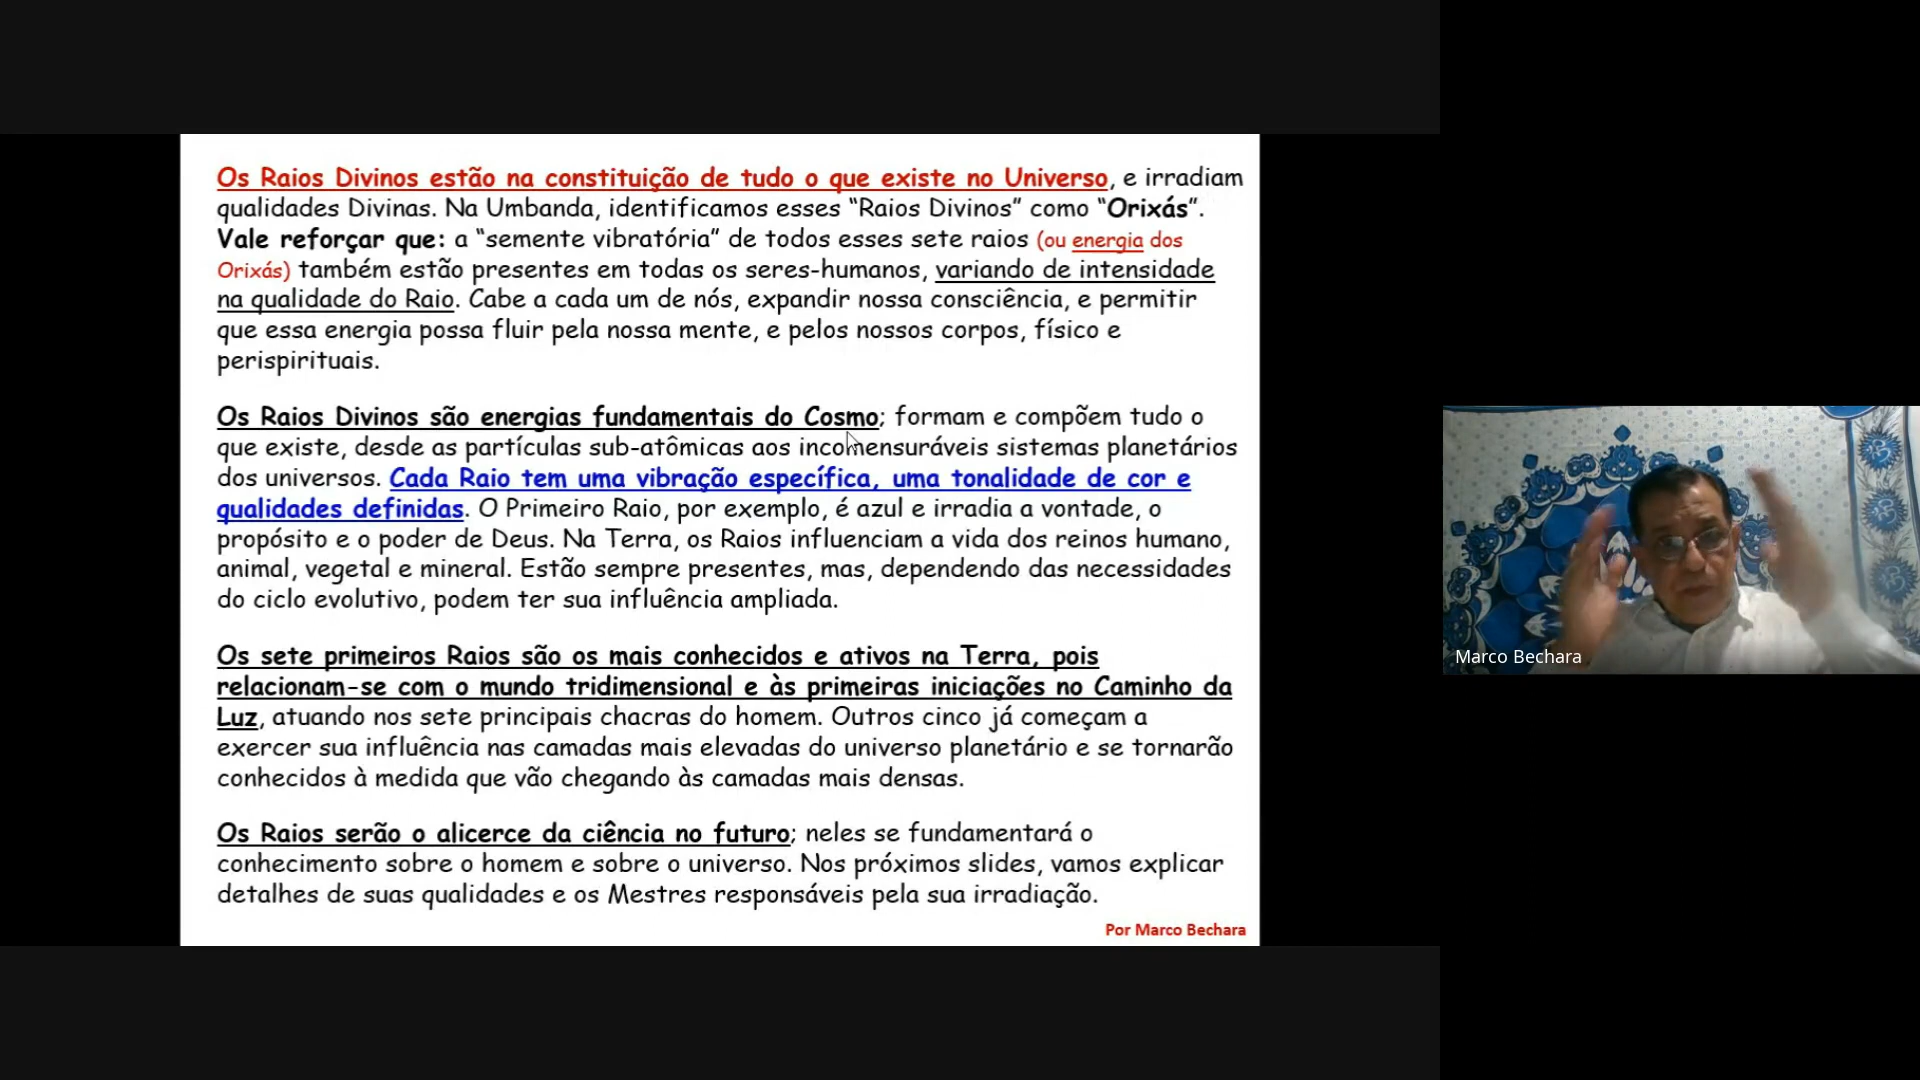 Os Raios Divinos estão na constituição de tudo o que existe no Universo, e irradiam
qualidades Divinas. Na Umbanda, identificamos esses “Raios Divinos” como “Orixás”.
Vale reforçar que: a “semente vibratória” de todos esses sete raios (ou energia dos
Orixás) também estão presentes em todas os seres-humanos, variando de intensidade
na qualidade do Raio. Cabe a cada um de nós, expandir nossa consciência, e permitir
que essa energia possa fluir pela nossa mente, e pelos nossos corpos, físico e
perispirituais.
Os Raios Divinos são energias fundamentais do Cosmo; formam e compõem tudo o
que existe, desde as partículas sub-atômicas aos incomensuráveis sistemas planetários
dos universos. Cada Raio tem uma vibração específica, uma tonalidade de cor e
qualidades definidas. O Primeiro Raio, por exemplo, é azul e irradia a vontade, o
propósito e o poder de Deus. Na Terra, os Raios influenciam a vida dos reinos humano,
animal, vegetal e mineral. Estão sempre presentes, mas, dependendo das necessidades
do ciclo evolutivo, podem ter sua influência ampliada.
Os sete primeiros Raios são os mais conhecidos e ativos na Terra, pois
relacionam-se com o mundo tridimensional e às primeiras iniciações no Caminho da
Luz, atuando nos sete principais chacras do homem. Outros cinco já começam a
exercer sua influência nas camadas mais elevadas do universo planetário e se tornarão
conhecidos à medida que vão chegando às camadas mais densas.
Os Raios serão o alicerce da ciência no futuro; neles se fundamentará o
conhecimento sobre o homem e sobre o universo. Nos próximos slides, vamos explicar
detalhes de suas qualidades e os Mestres responsáveis pela sua irradiação.
Por Marco Bechara
Marco Bechara